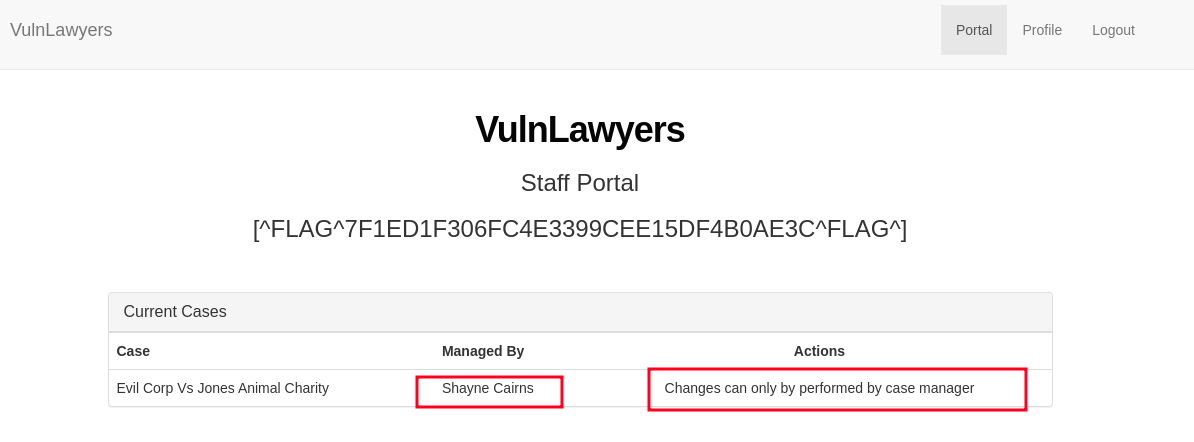 VulnLawyers Portal Profile Logout
VulnLawyers
Staff Portal
[^FLAG^7F1ED1F306FC4E3399CEE15DF4B0AE3C^FLAG^]
Current Cases
Case Managed By Actions
Evil Corp Vs Jones Animal Charity Shayne Cairns Changes can only by performed by case manager